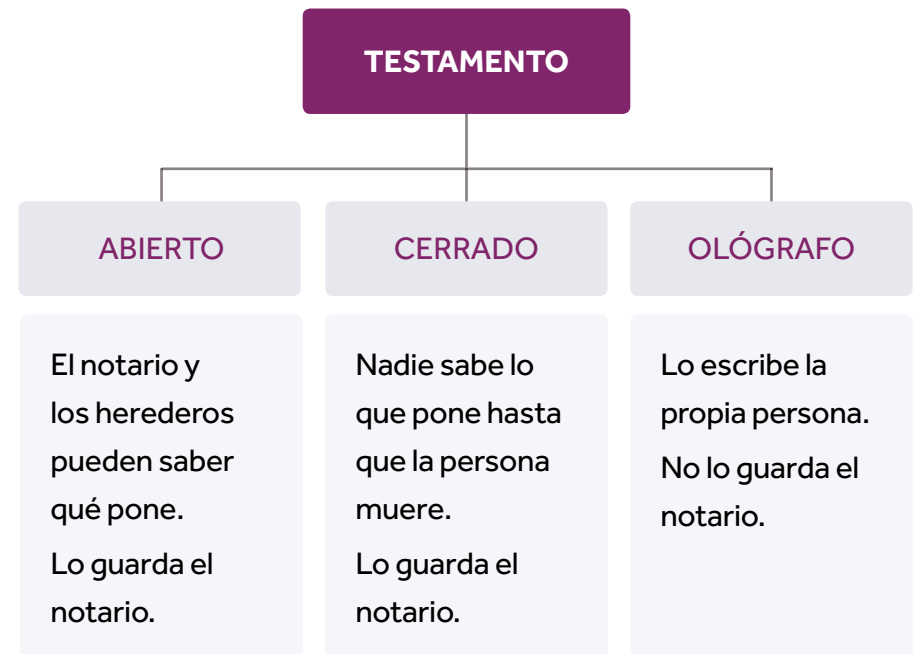 TESTAMENTO
ABIERTO
El notario y
los herederos
pueden saber
qué pone.
Lo guarda el
notario.
CERRADO
Nadie sabe lo
que pone hasta
que la persona
muere.
Lo guarda el
notario.
OLÓGRAFO
Lo escribe la
propia persona.
No lo guarda el
notario.